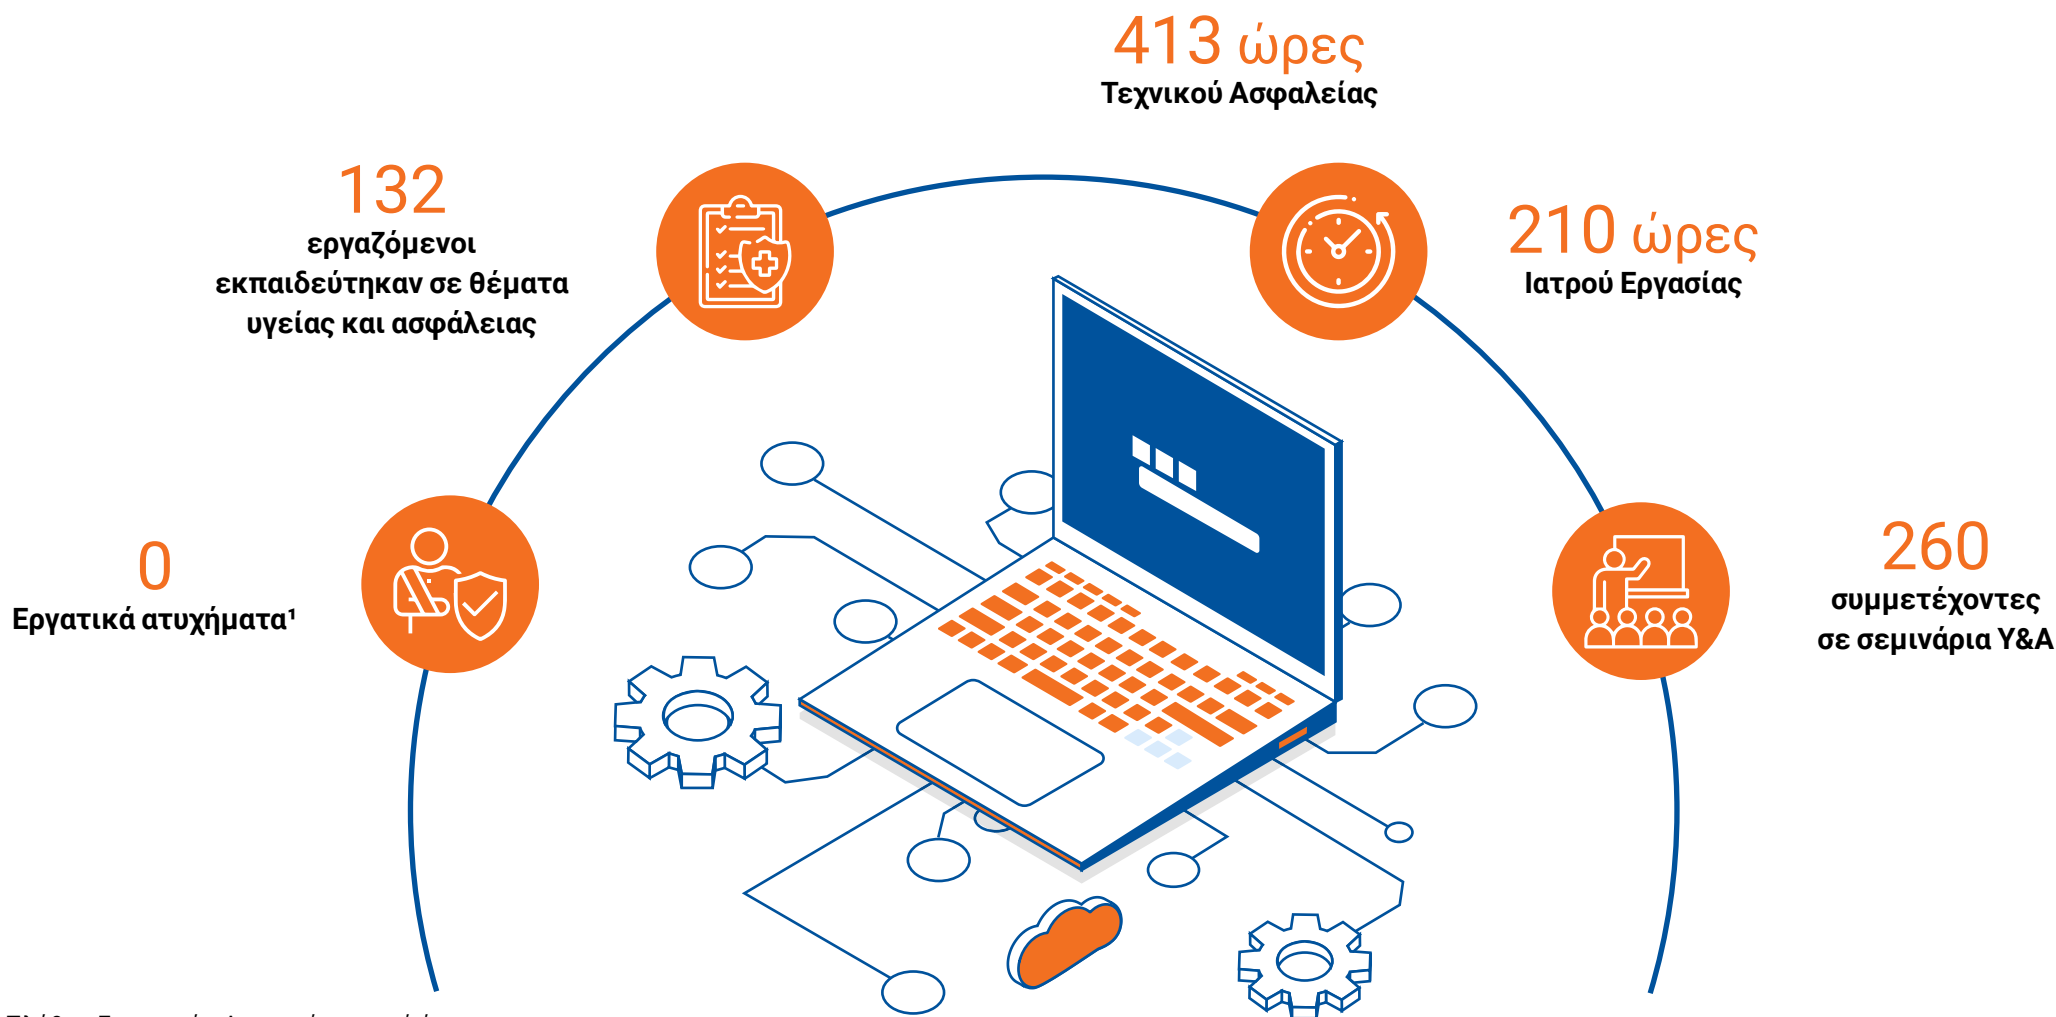 413 ώρες
Τεχνικού Ασφαλείας
132
εργαζόμενοι
εκπαιδεύτηκαν σε θέματα
υγείας και ασφάλειας
210 ώρες
Ιατρού Εργασίας
0
Εργατικά ατυχήματα¹
260
συμμετέχοντες
σε σεμινάρια Υ&Α